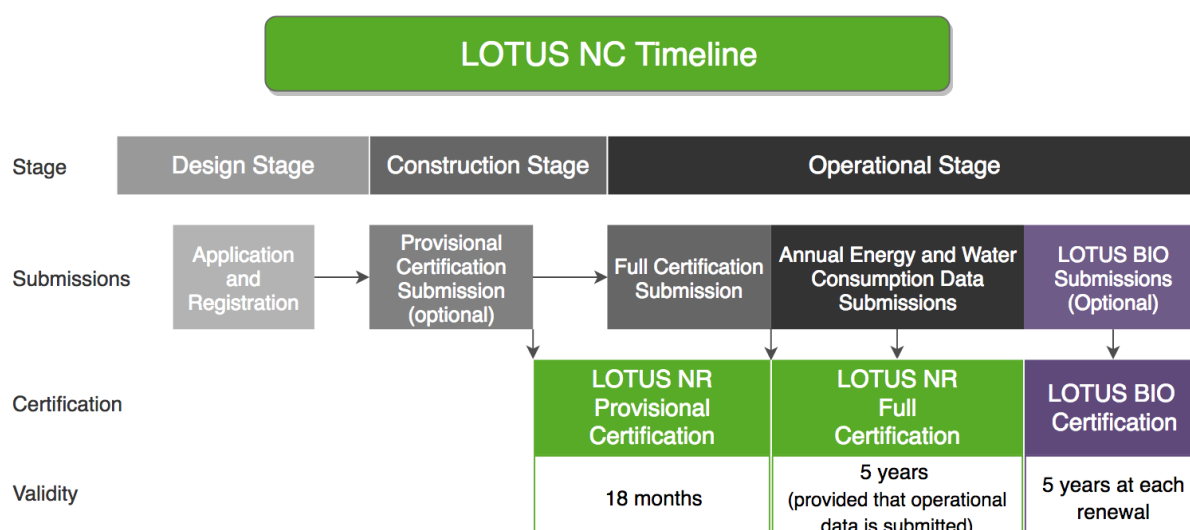 LOTUS NC Timeline
Stage
Design Stage
Construction Stage
Operational Stage
Submissions
Application
and
Registration
Provisional
Certification
Submission
(optional)
Full Certification
Submission
Annual Energy and Water
Consumption Data
Submissions
LOTUS BIO
Submissions
(Optional)
Certification
LOTUS NR
Provisional
Certification
LOTUS NR
Full
Certification
LOTUS BIO
Certification
Validity
18 months
5 years
(provided that operational
data is submitted)
5 years at each
renewal